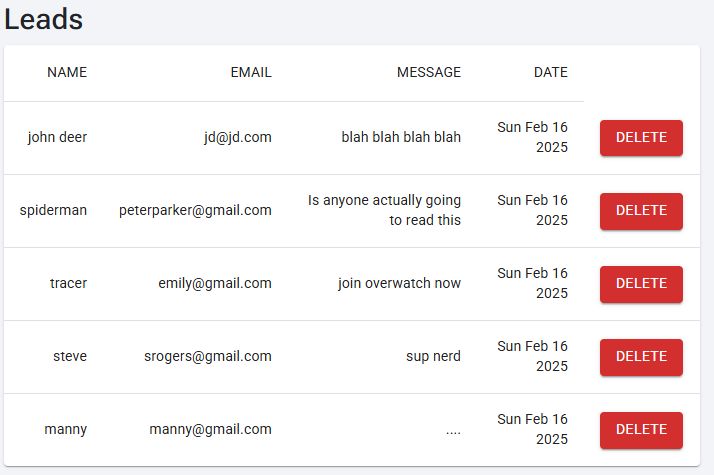 Leads
NAME EMAIL MESSAGE DATE
john deer jd@jd.com blah blah blah blah Sun Feb 16 2025 DELETE
spiderman peterparker@gmail.com Is anyone actually going to read this Sun Feb 16 2025 DELETE
tracer emily@gmail.com join overwatch now Sun Feb 16 2025 DELETE
steve srogers@gmail.com sup nerd Sun Feb 16 2025 DELETE
manny manny@gmail.com .... Sun Feb 16 2025 DELETE